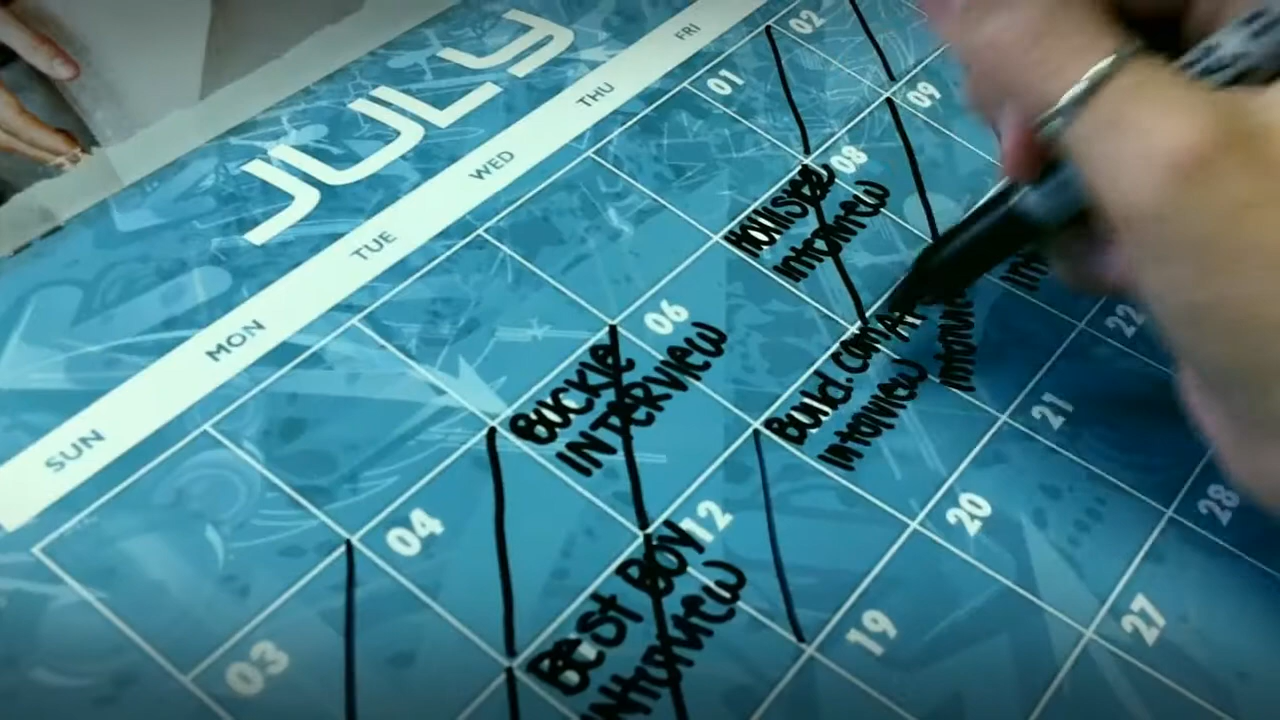 JULY
SUN MON TUE WED THU FRI
01 02
03 04 06 08 09
12
19 20 21 22
27 28
Hollister
Interview
BUCKLE
INTERVIEW
Build.com
Interview
BEST BUY
Interview